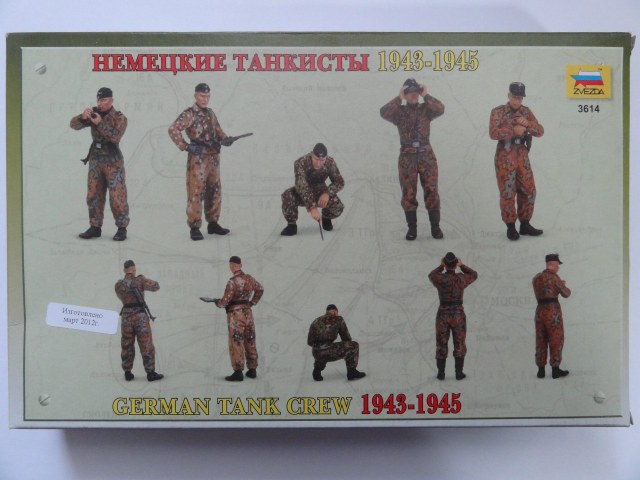 НЕМЕЦКИЕ ТАНКИСТЫ 1943-1945
ZVEZDA
3614
Изготовлено
март 2012г.
GERMAN TANK CREW 1943-1945